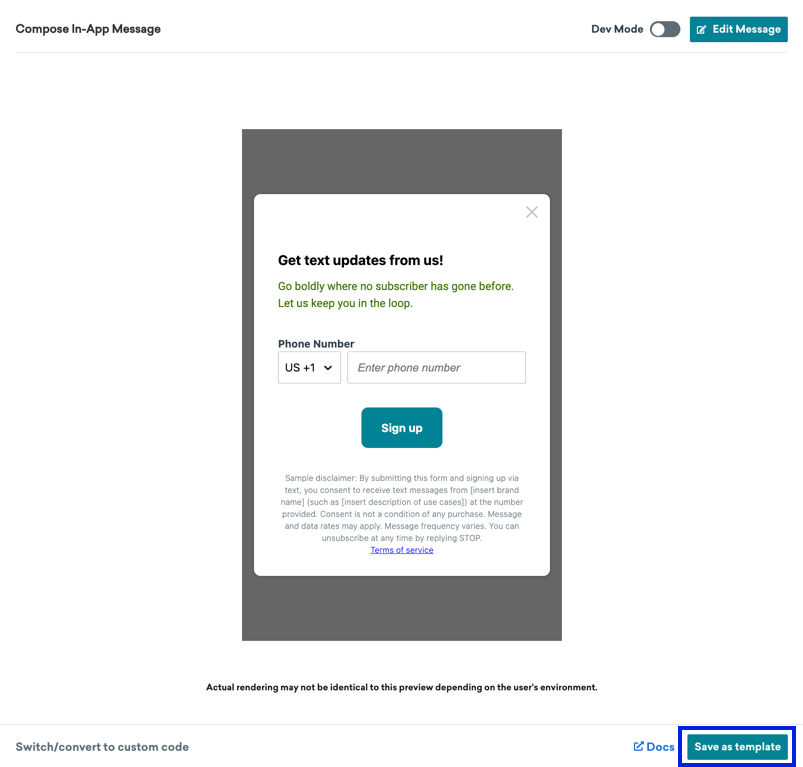 Compose In-App Message
Dev Mode
Edit Message
Get text updates from us!
Go boldly where no subscriber has gone before.
Let us keep you in the loop.
Phone Number
US +1
Enter phone number
Sign up
Sample disclaimer: By submitting this form and signing up via
text, you consent to receive text messages from [insert brand
name] (such as [insert description of use cases]) at the number
provided. Consent is not a condition of any purchase. Message
and data rates may apply. Message frequency varies. You can
unsubscribe at any time by replying STOP.
Terms of service
Actual rendering may not be identical to this preview depending on the user's environment.
Switch/convert to custom code
Docs
Save as template